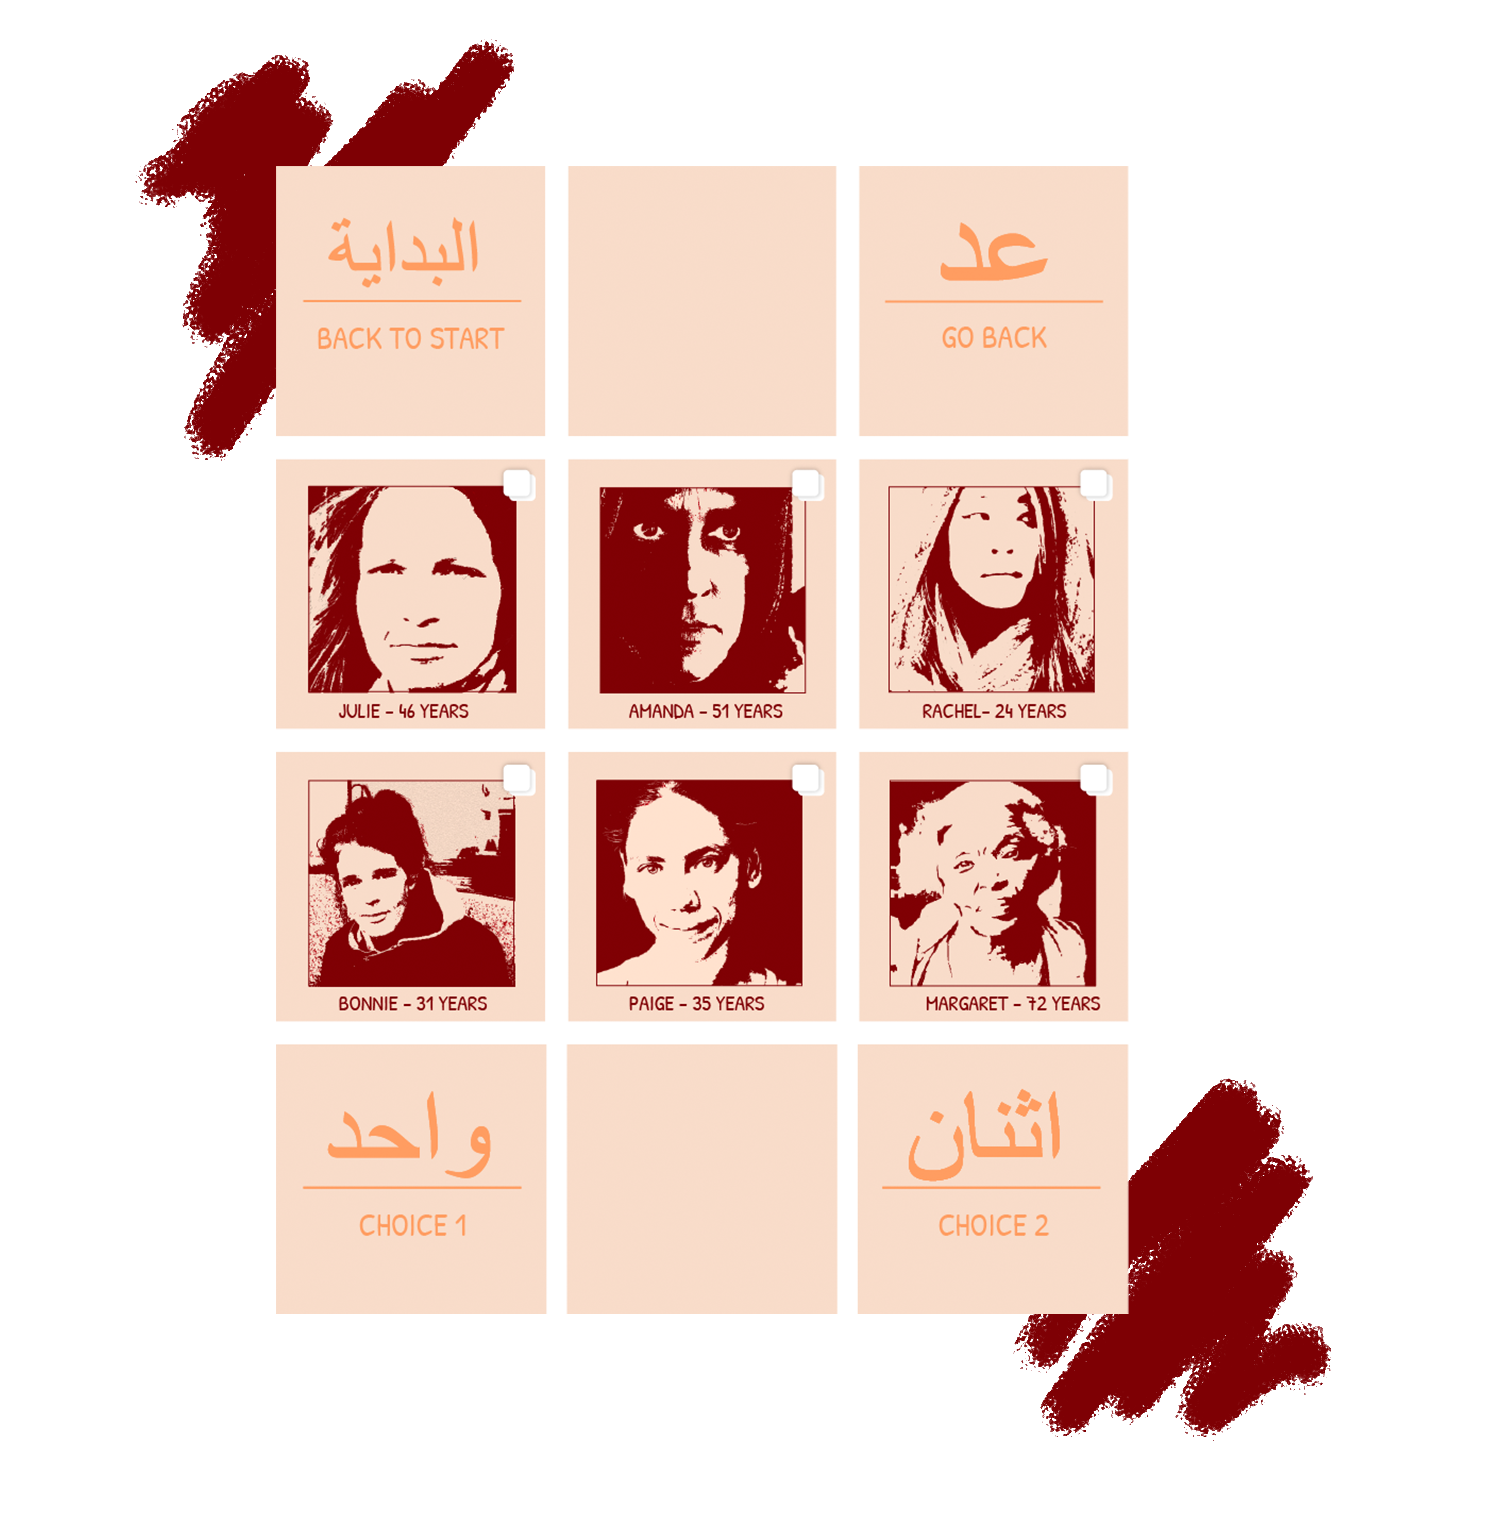 البداية
BACK TO START
عد
GO BACK
JULIE - 46 YEARS
AMANDA - 51 YEARS
RACHEL- 24 YEARS
BONNIE - 31 YEARS
PAIGE - 35 YEARS
MARGARET - 72 YEARS
واحد
CHOICE 1
اثنان
CHOICE 2